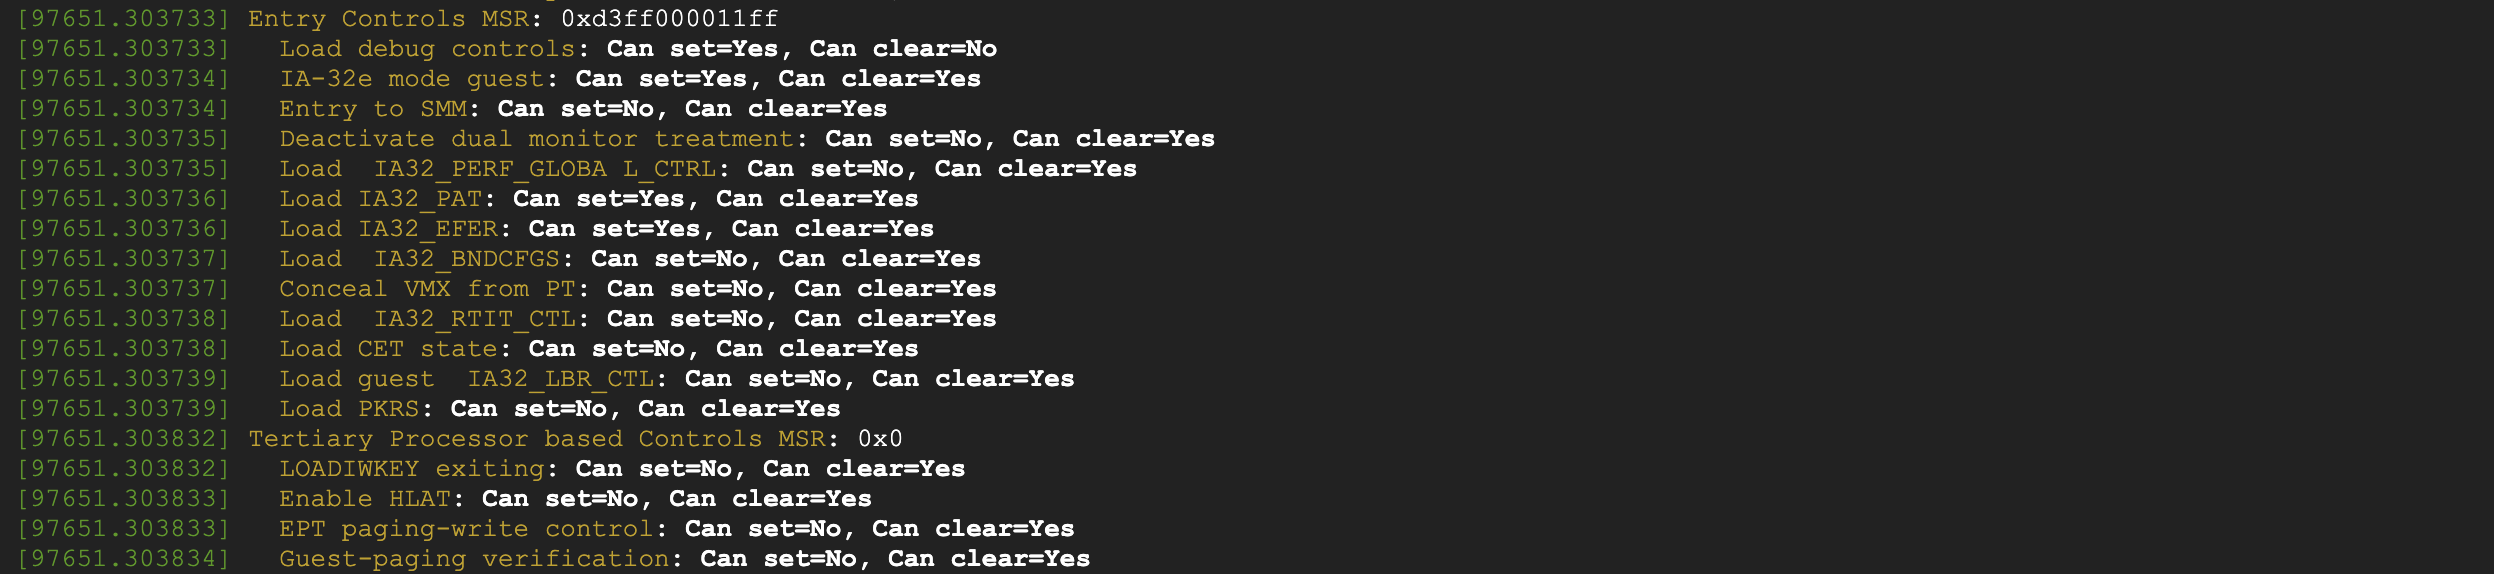 [97651.303733] Entry Controls MSR: 0xd3ff000011ff
[97651.303733]   Load debug controls: Can set=Yes, Can clear=No
[97651.303734]   IA-32e mode guest: Can set=Yes, Can clear=Yes
[97651.303734]   Entry to SMM: Can set=No, Can clear=Yes
[97651.303735]   Deactivate dual monitor treatment: Can set=No, Can clear=Yes
[97651.303735]   Load  IA32_PERF_GLOBA L_CTRL: Can set=No, Can clear=Yes
[97651.303736]   Load IA32_PAT: Can set=Yes, Can clear=Yes
[97651.303736]   Load IA32_EFER: Can set=Yes, Can clear=Yes
[97651.303737]   Load  IA32_BNDCFGS: Can set=No, Can clear=Yes
[97651.303737]   Conceal VMX from PT: Can set=No, Can clear=Yes
[97651.303738]   Load  IA32_RTIT_CTL: Can set=No, Can clear=Yes
[97651.303738]   Load CET state: Can set=No, Can clear=Yes
[97651.303739]   Load guest  IA32_LBR_CTL: Can set=No, Can clear=Yes
[97651.303739]   Load PKRS: Can set=No, Can clear=Yes
[97651.303832] Tertiary Processor based Controls MSR: 0x0
[97651.303832]   LOADIWKEY exiting: Can set=No, Can clear=Yes
[97651.303833]   Enable HLAT: Can set=No, Can clear=Yes
[97651.303833]   EPT paging-write control: Can set=No, Can clear=Yes
[97651.303834]   Guest-paging verification: Can set=No, Can clear=Yes